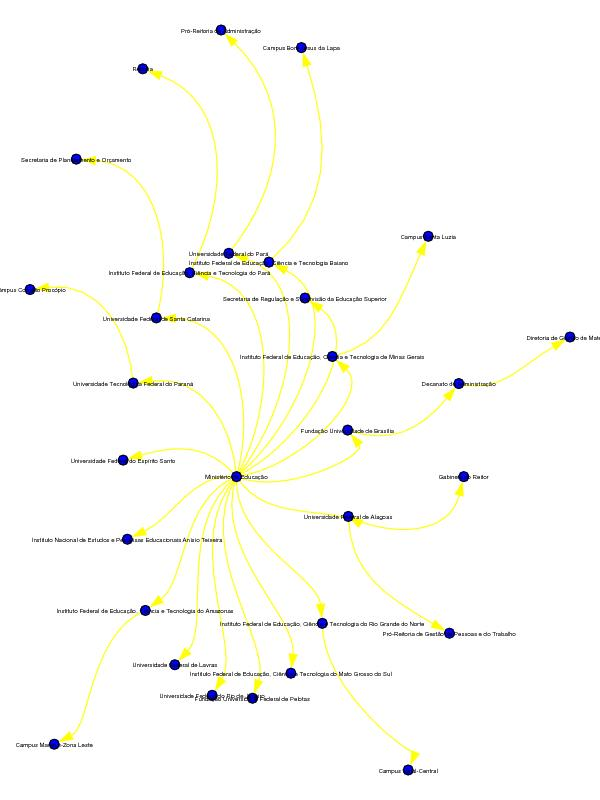 Pró-Reitoria de Administração
Campus Bom Jesus da Lapa
Reitoria
Secretaria de Planejamento e Orçamento
Campus Santa Luzia
Universidade Federal do Pará
Instituto Federal de Educação, Ciência e Tecnologia Baiano
Instituto Federal de Educação, Ciência e Tecnologia do Pará
Câmpus Cornélio Procópio
Secretaria de Regulação e Supervisão da Educação Superior
Universidade Federal de Santa Catarina
Diretoria de Gestão de Mate
Instituto Federal de Educação, Ciência e Tecnologia de Minas Gerais
Universidade Tecnológica Federal do Paraná
Decanato de Administração
Fundação Universidade de Brasília
Universidade Federal do Espírito Santo
Ministério da Educação
Gabinete do Reitor
Universidade Federal de Alagoas
Instituto Nacional de Estudos e Pesquisas Educacionais Anísio Teixeira
Instituto Federal de Educação, Ciência e Tecnologia do Amazonas
Instituto Federal de Educação, Ciência e Tecnologia do Rio Grande do Norte
Pró-Reitoria de Gestão de Pessoas e do Trabalho
Universidade Federal de Lavras
Instituto Federal de Educação, Ciência e Tecnologia do Mato Grosso do Sul
Universidade Federal do Rio de Janeiro
Fundação Universidade Federal de Pelotas
Campus Manaus-Zona Leste
Campus Natal-Central